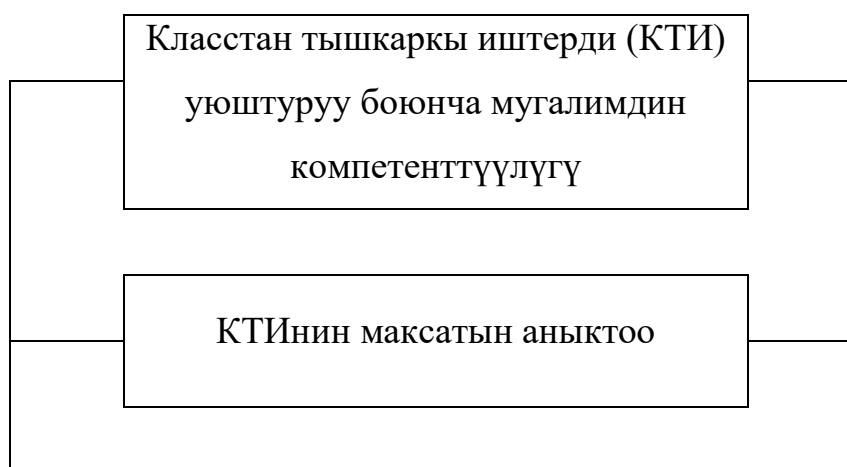 Класстан тышкаркы иштерди (КТИ)
уюштуруу боюнча мугалимдин
компетенттүүлүгү
КТИнин максатын аныктоо